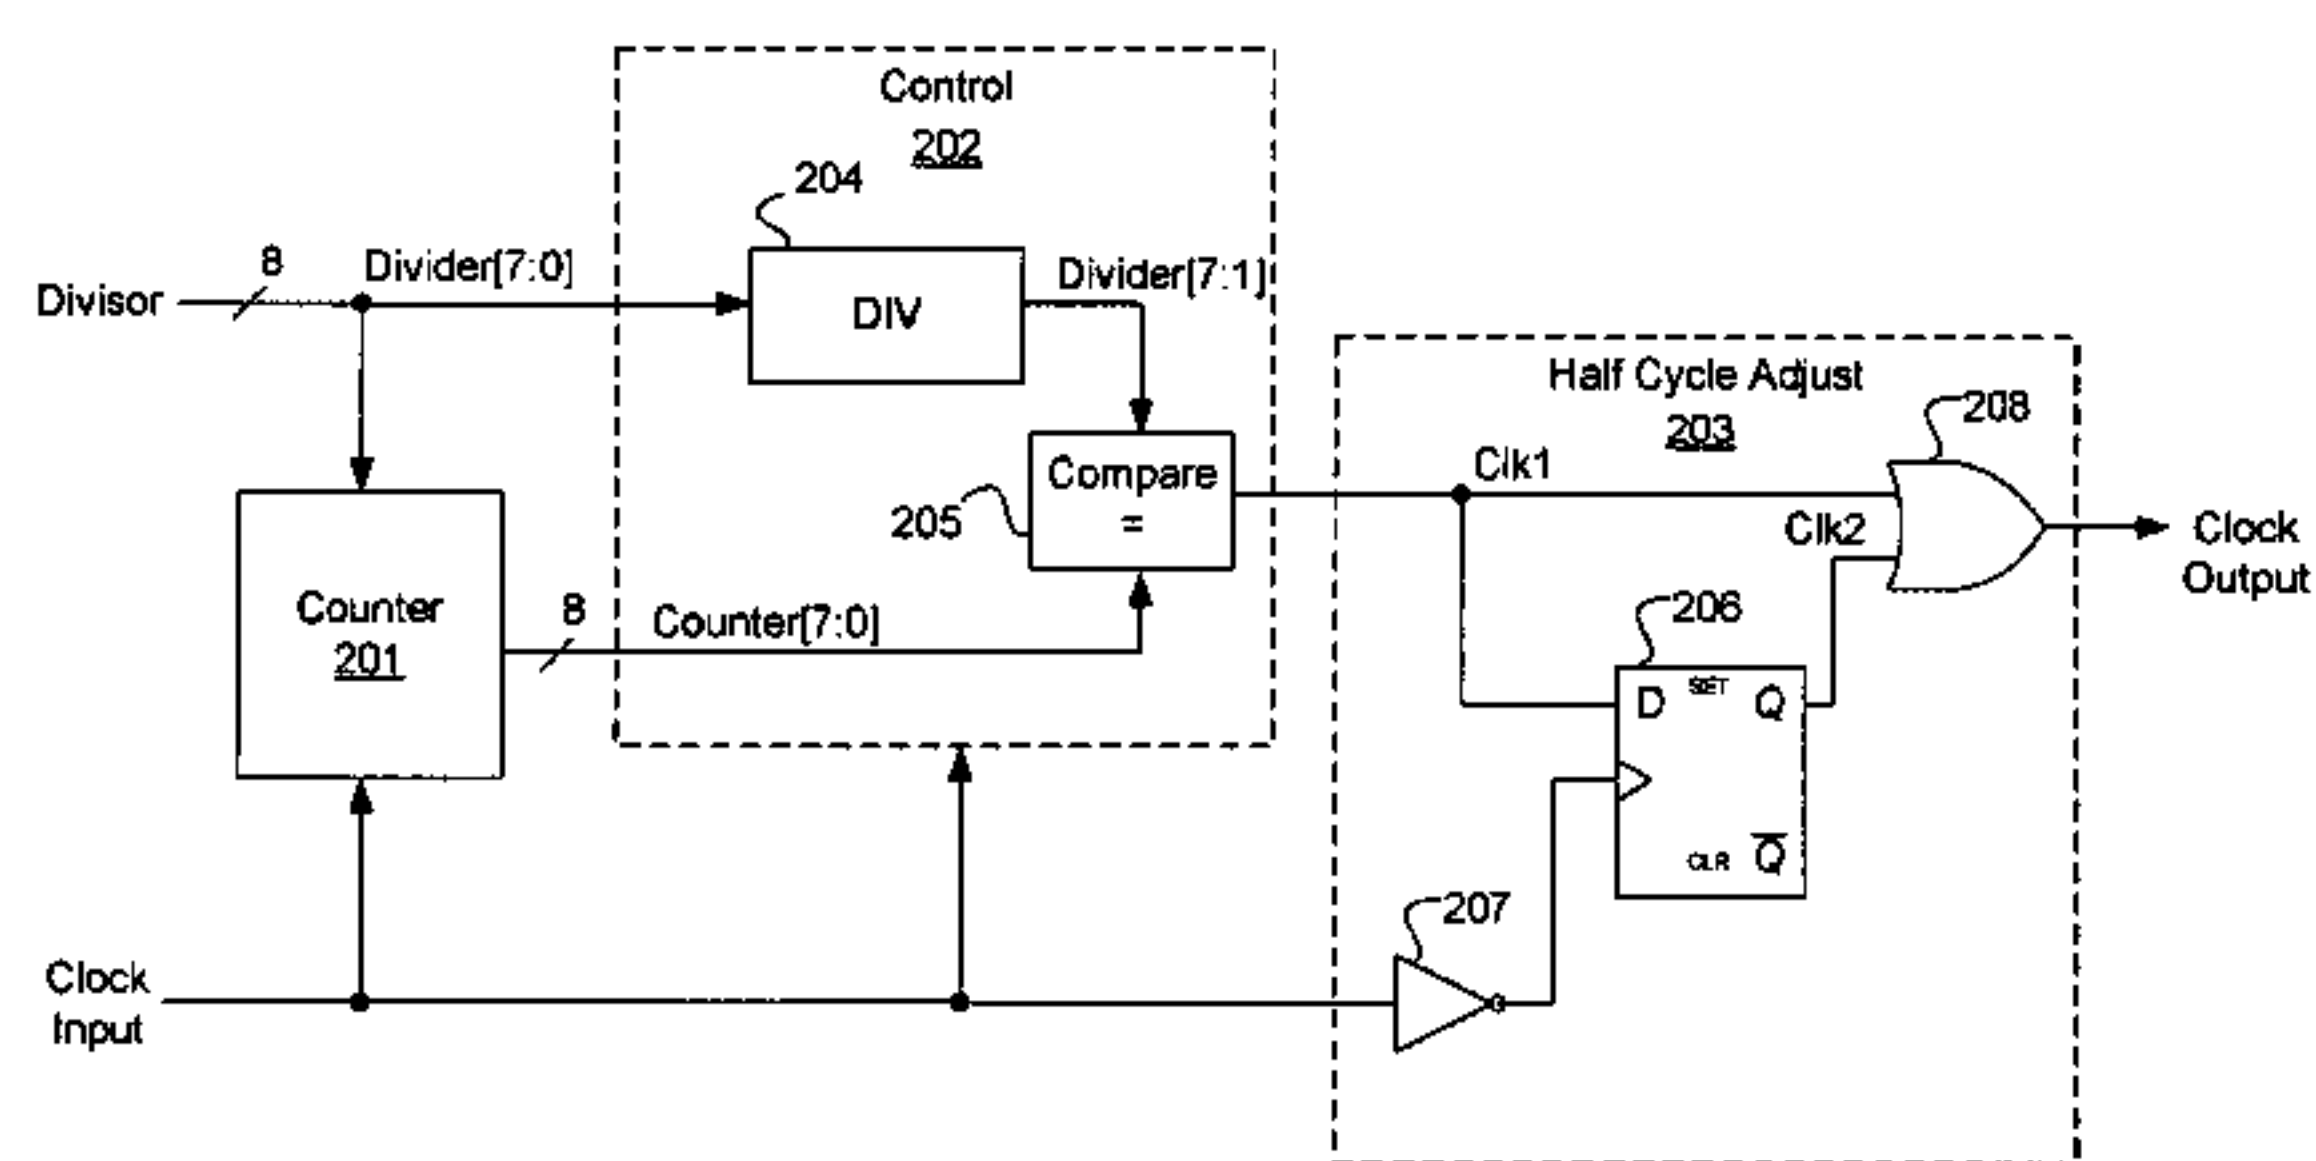 Control
202
204
8
Divider[7:0]
Divider[7:1]
Divisor
DIV
Half Cycle Adjust
203
208
Compare
=
205
Clk1
Clk2
Clock
Output
Counter
201
8
Counter[7:0]
206
D
SET
Q
CLR
Q̅
207
Clock
Input